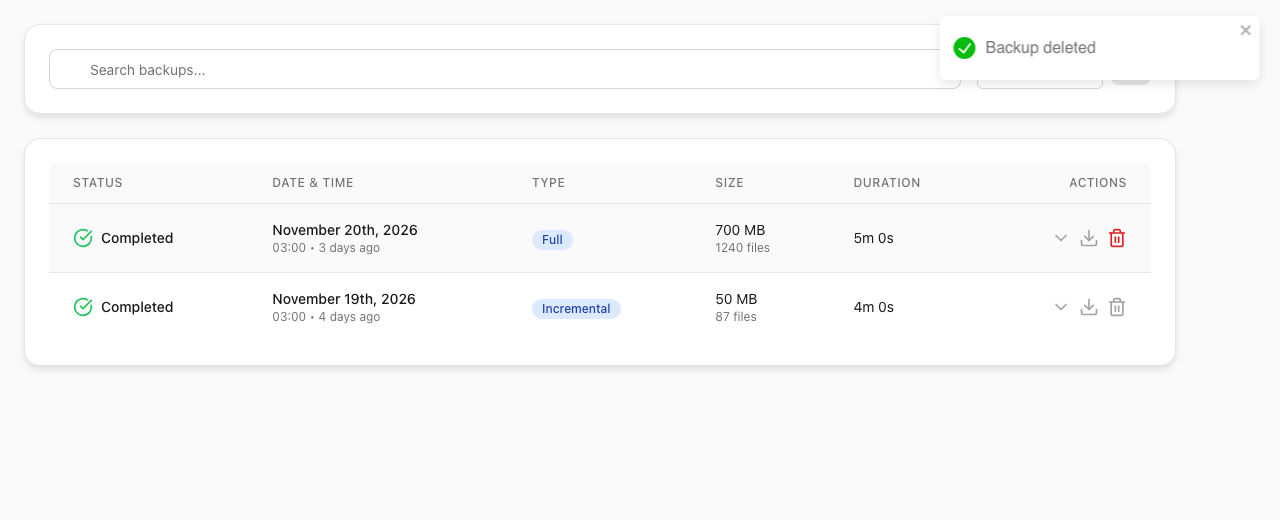 Backup deleted
Search backups...
STATUS DATE & TIME TYPE SIZE DURATION ACTIONS
Completed November 20th, 2026 Full 700 MB 5m 0s
03:00 • 3 days ago 1240 files
Completed November 19th, 2026 Incremental 50 MB 4m 0s
03:00 • 4 days ago 87 files